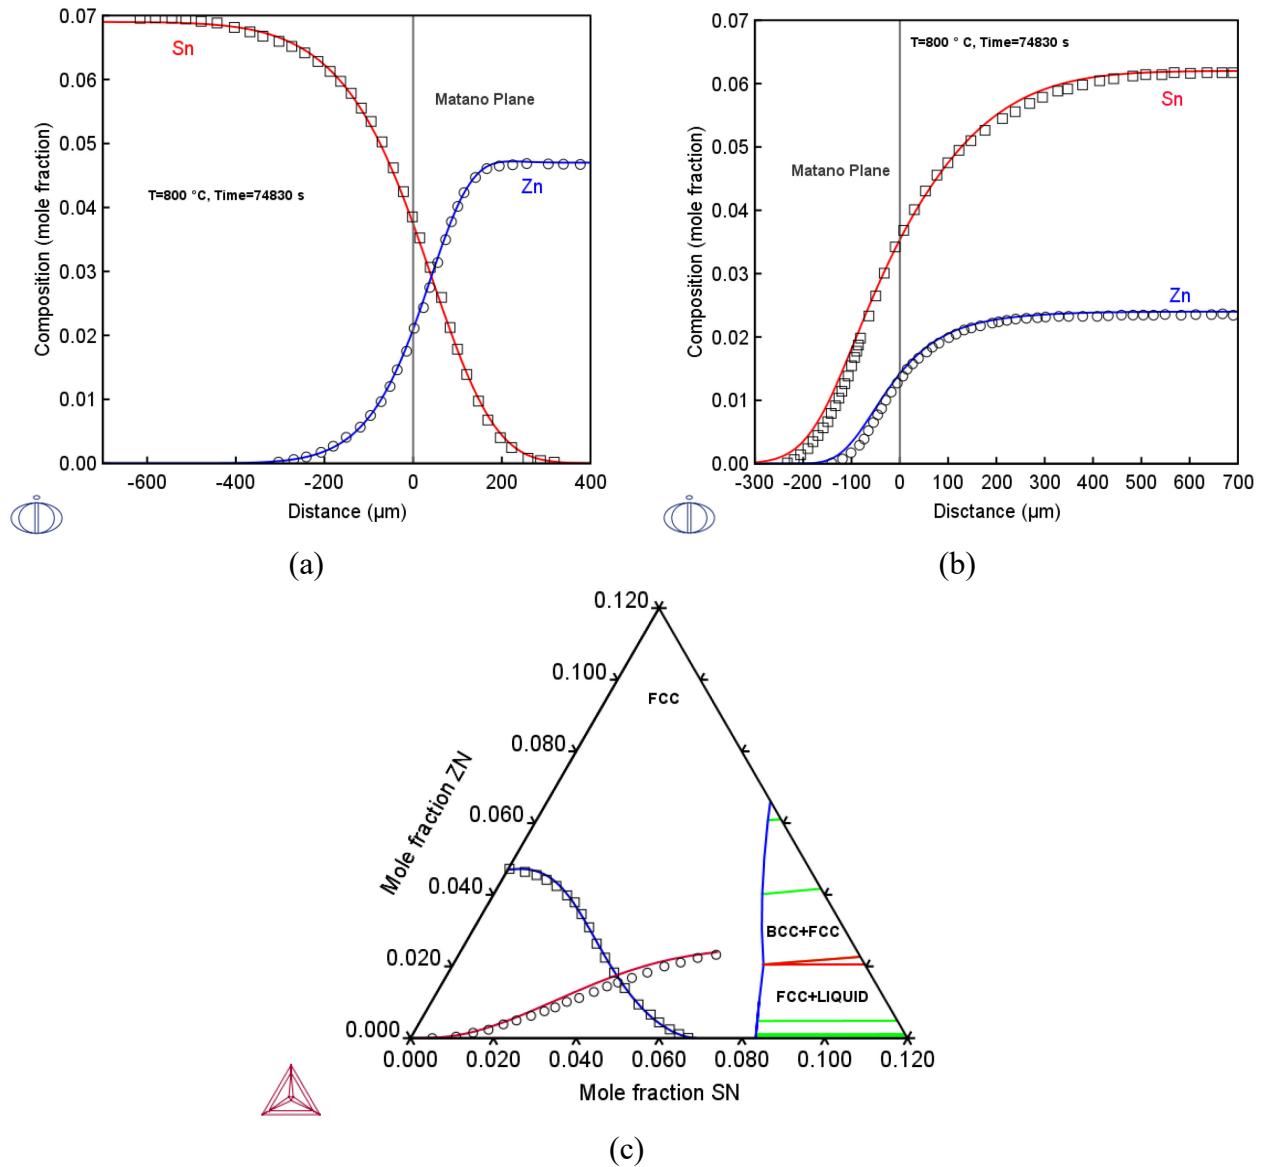 0.07
0.06
0.05
0.04
0.03
0.02
0.01
0.00
Composition (mole fraction)
Sn
Matano Plane
T=800 °C, Time=74830 s
Zn
-600
-400
-200
0
200
400
Distance (µm)
(a)
0.07
0.06
0.05
0.04
0.03
0.02
0.01
0.00
Composition (mole fraction)
T=800 ° C, Time=74830 s
Sn
Matano Plane
Zn
-300
-200
-100
0
100
200
300
400
500
600
700
Disctance (µm)
(b)
0.120
0.100
0.080
0.060
0.040
0.020
0.000
Mole fraction ZN
FCC
BCC+FCC
FCC+LIQUID
0.000
0.020
0.040
0.060
0.080
0.100
0.120
Mole fraction SN
(c)